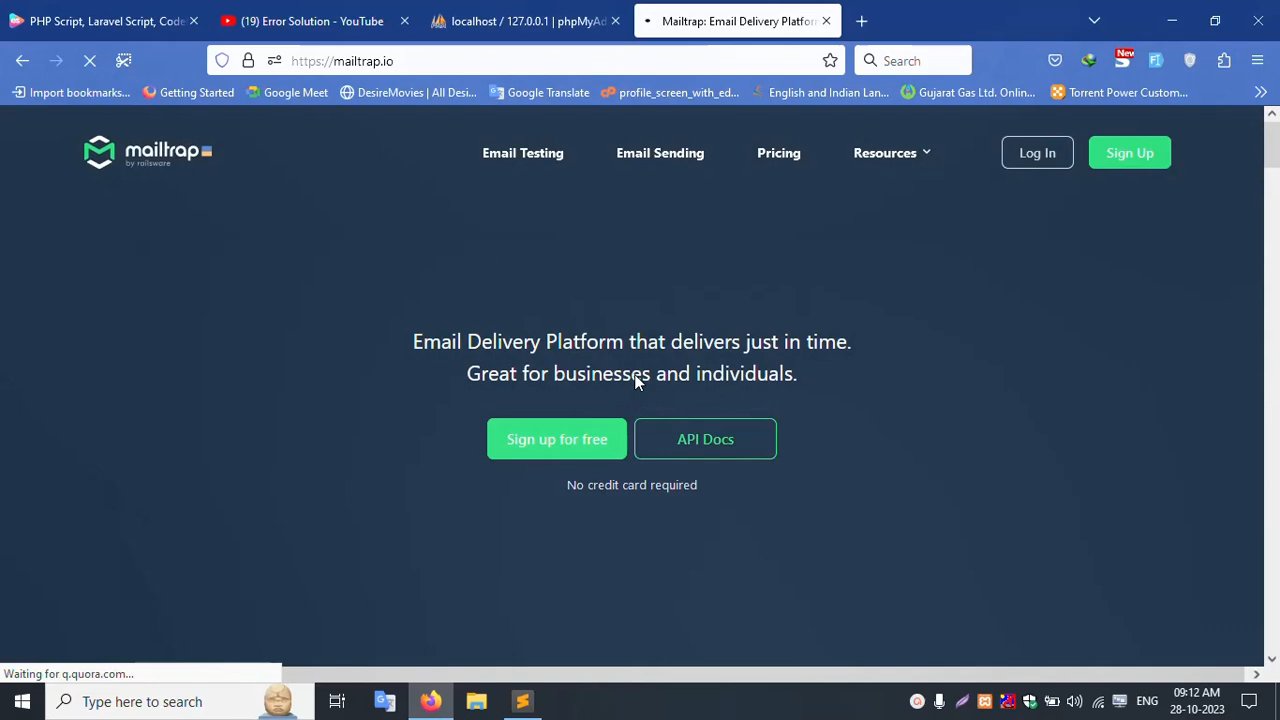 PHP Script, Laravel Script, Code
(19) Error Solution - YouTube
localhost / 127.0.0.1 | phpMyAd
Mailtrap: Email Delivery Platfor
https://mailtrap.io
Search
New
Import bookmarks...
Getting Started
Google Meet
DesireMovies | All Desi...
Google Translate
profile_screen_with_ed...
English and Indian Lan...
Gujarat Gas Ltd. Onlin...
Torrent Power Custom...
mailtrap
by railsware
Email Testing
Email Sending
Pricing
Resources
Log In
Sign Up
Email Delivery Platform that delivers just in time.
Great for businesses and individuals.
Sign up for free
API Docs
No credit card required
Waiting for q.quora.com...
Type here to search
ENG
09:12 AM
28-10-2023